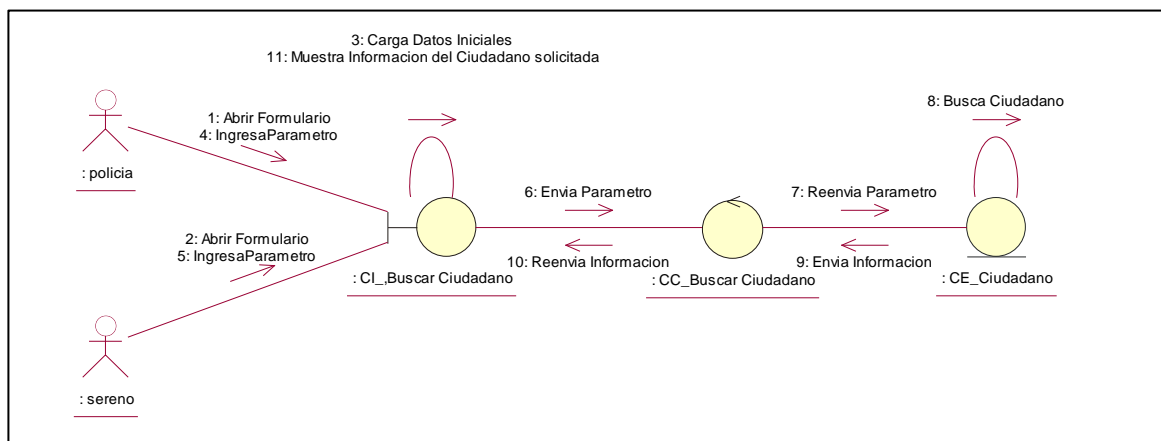 3: Carga Datos Iniciales
11: Muestra Informacion del Ciudadano solicitada
1: Abrir Formulario
4: IngresaParametro
8: Busca Ciudadano
: policia
6: Envia Parametro
7: Reenvia Parametro
2: Abrir Formulario
5: IngresaParametro
10: Reenvia Informacion
9: Envia Informacion
: CI_,Buscar Ciudadano
: CC_Buscar Ciudadano
: CE_Ciudadano
: sereno